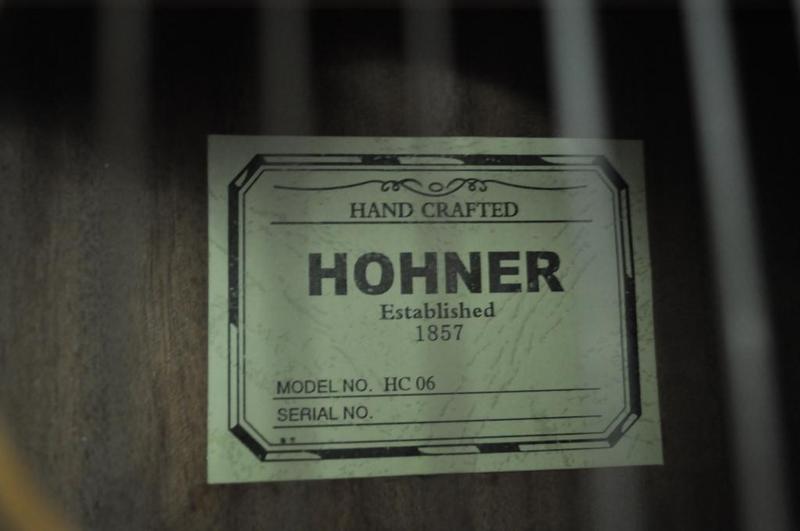 HAND CRAFTED
HOHNER
Established
1857
MODEL NO. HC 06
SERIAL NO.